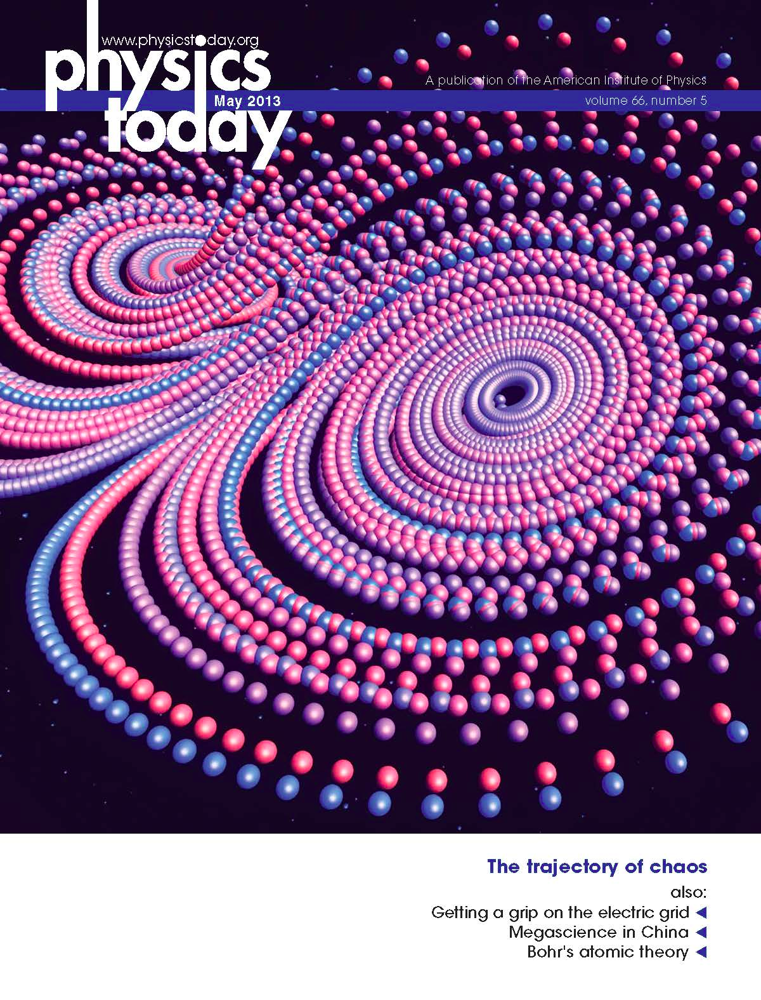 www.physicstoday.org
physics
today
May 2013
A publication of the American Institute of Physics
volume 66, number 5
The trajectory of chaos
also:
Getting a grip on the electric grid
Megascience in China
Bohr's atomic theory